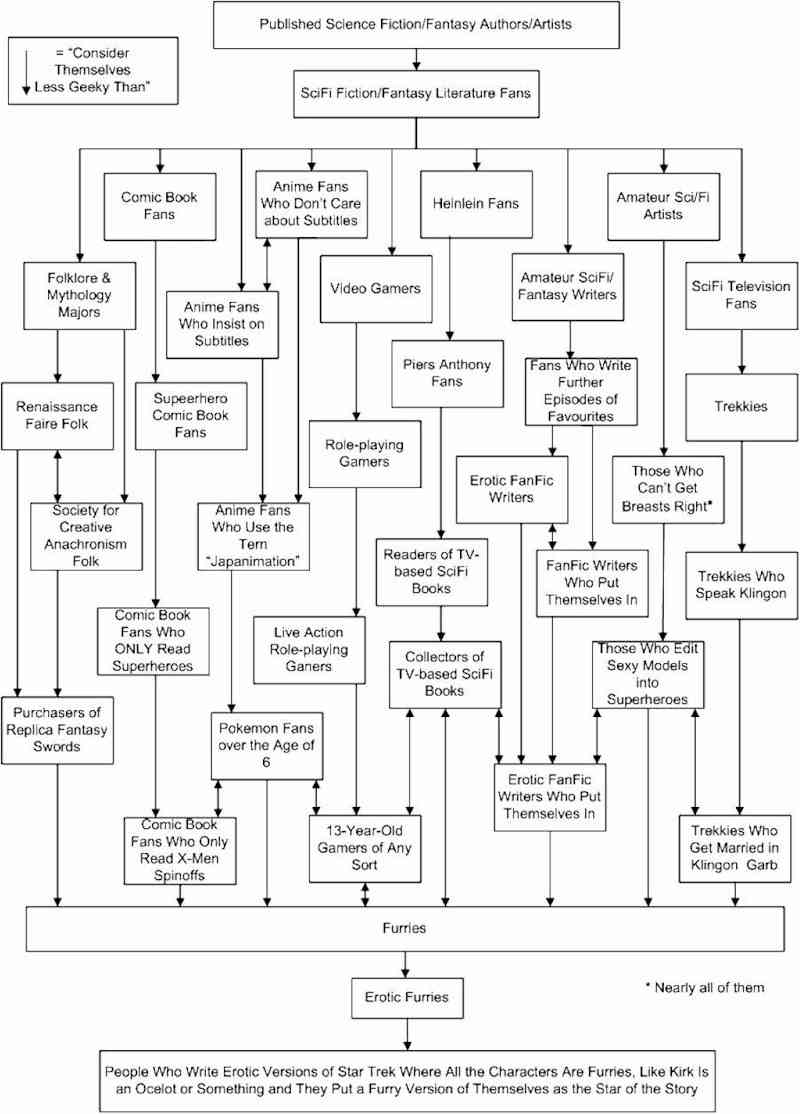 Published Science Fiction/Fantasy Authors/Artists
= "Consider
Themselves
Less Geeky Than"
SciFi Fiction/Fantasy Literature Fans
Comic Book
Fans
Anime Fans
Who Don't Care
about Subtitles
Heinlein Fans
Amateur Sci/Fi
Artists
Folklore &
Mythology
Majors
Anime Fans
Who Insist on
Subtitles
Video Gamers
Amateur SciFi/
Fantasy Writers
SciFi Television
Fans
Renaissance
Faire Folk
Supeerhero
Comic Book
Fans
Piers Anthony
Fans
Fans Who Write
Further
Episodes of
Favourites
Trekkies
Role-playing
Gamers
Erotic FanFic
Writers
Those Who
Can't Get
Breasts Right*
Society for
Creative
Anachronism
Folk
Anime Fans
Who Use the
Tern
"Japanimation"
Readers of TV-
based SciFi
Books
FanFic Writers
Who Put
Themselves In
Trekkies Who
Speak Klingon
Comic Book
Fans Who
ONLY Read
Superheroes
Live Action
Role-playing
Ganers
Collectors of
TV-based SciFi
Books
Those Who Edit
Sexy Models
into
Superheroes
Purchasers of
Replica Fantasy
Swords
Pokemon Fans
over the Age of
6
Erotic FanFic
Writers Who Put
Themselves In
Comic Book
Fans Who Only
Read X-Men
Spinoffs
13-Year-Old
Gamers of Any
Sort
Trekkies Who
Get Married in
Klingon Garb
Furries
Erotic Furries
* Nearly all of them
People Who Write Erotic Versions of Star Trek Where All the Characters Are Furries, Like Kirk Is
an Ocelot or Something and They Put a Furry Version of Themselves as the Star of the Story